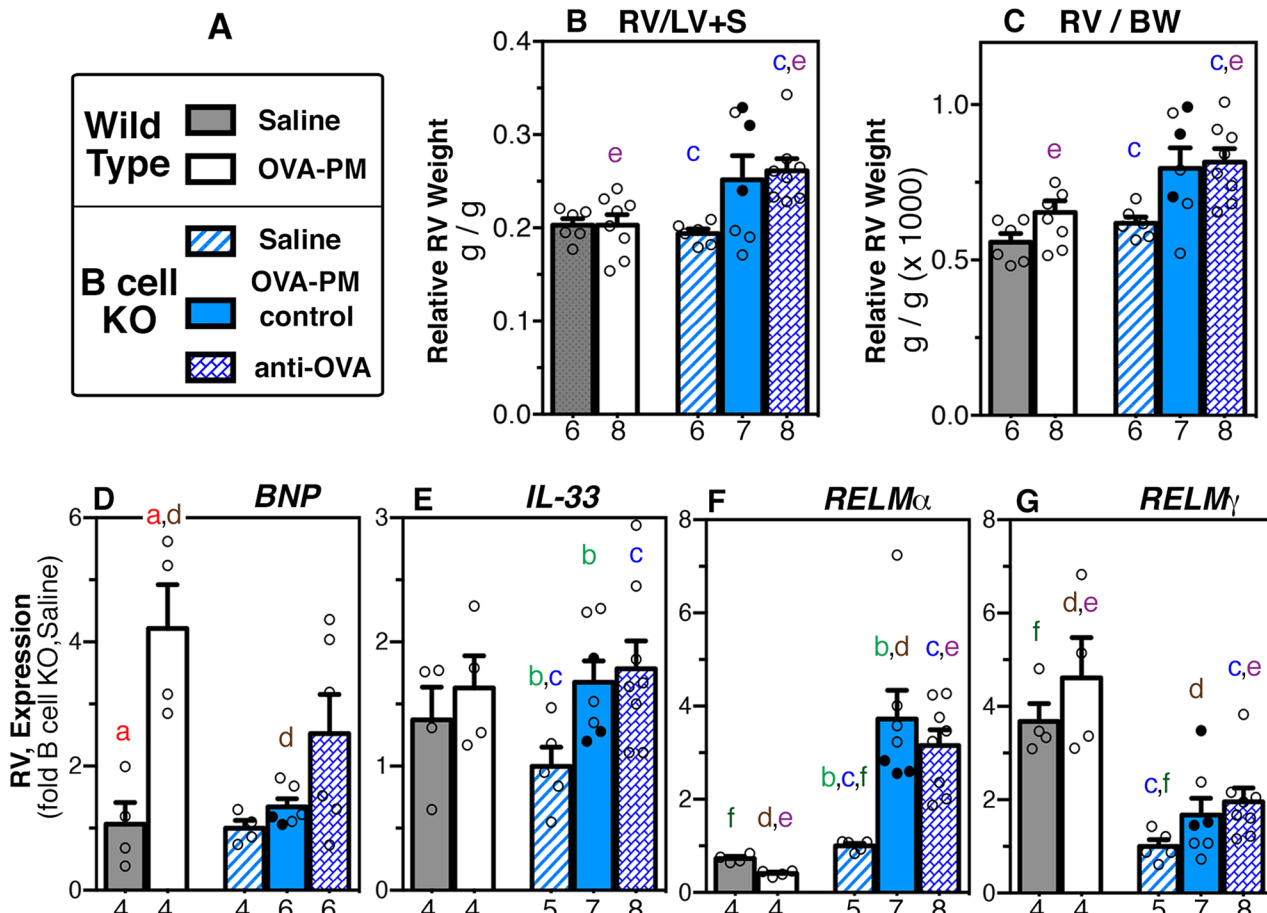 A
Wild
Type
Saline
OVA-PM
B cell
KO
Saline
OVA-PM
control
anti-OVA
B RV/LV+S
Relative RV Weight
g / g
0.4
0.3
0.2
0.1
0.0
e
c
c,e
6 8 6 7 8
C RV / BW
Relative RV Weight
g / g (x 1000)
1.0
0.5
0.0
e
c
c,e
6 8 6 7 8
RV, Expression
(fold B cell KO,Saline)
D BNP
6
4
2
0
a
a,d
d
4 4 4 6 6
E IL-33
3
2
1
0
b,c
b
c
4 4 5 7 8
F RELMα
8
6
4
2
0
f
d,e
b,c,f
b,d
c,e
4 4 5 7 8
G RELMγ
8
6
4
2
0
f
d,e
c,f
d
c,e
4 4 5 7 8